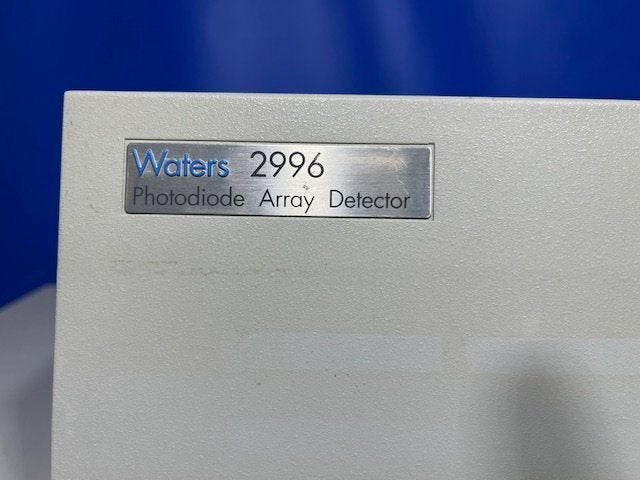 Waters 2996
Photodiode Array Detector